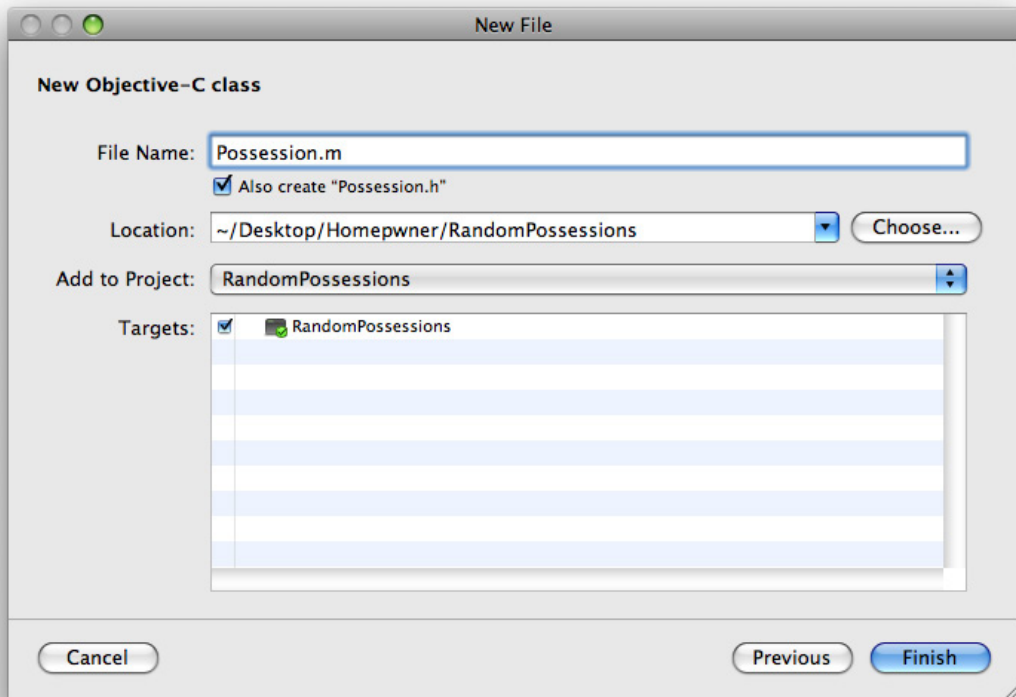 New File
New Objective-C class
File Name: Possession.m
Also create "Possession.h"
Location: ~/Desktop/Homepwner/RandomPossessions Choose...
Add to Project: RandomPossessions
Targets: RandomPossessions
Cancel Previous Finish